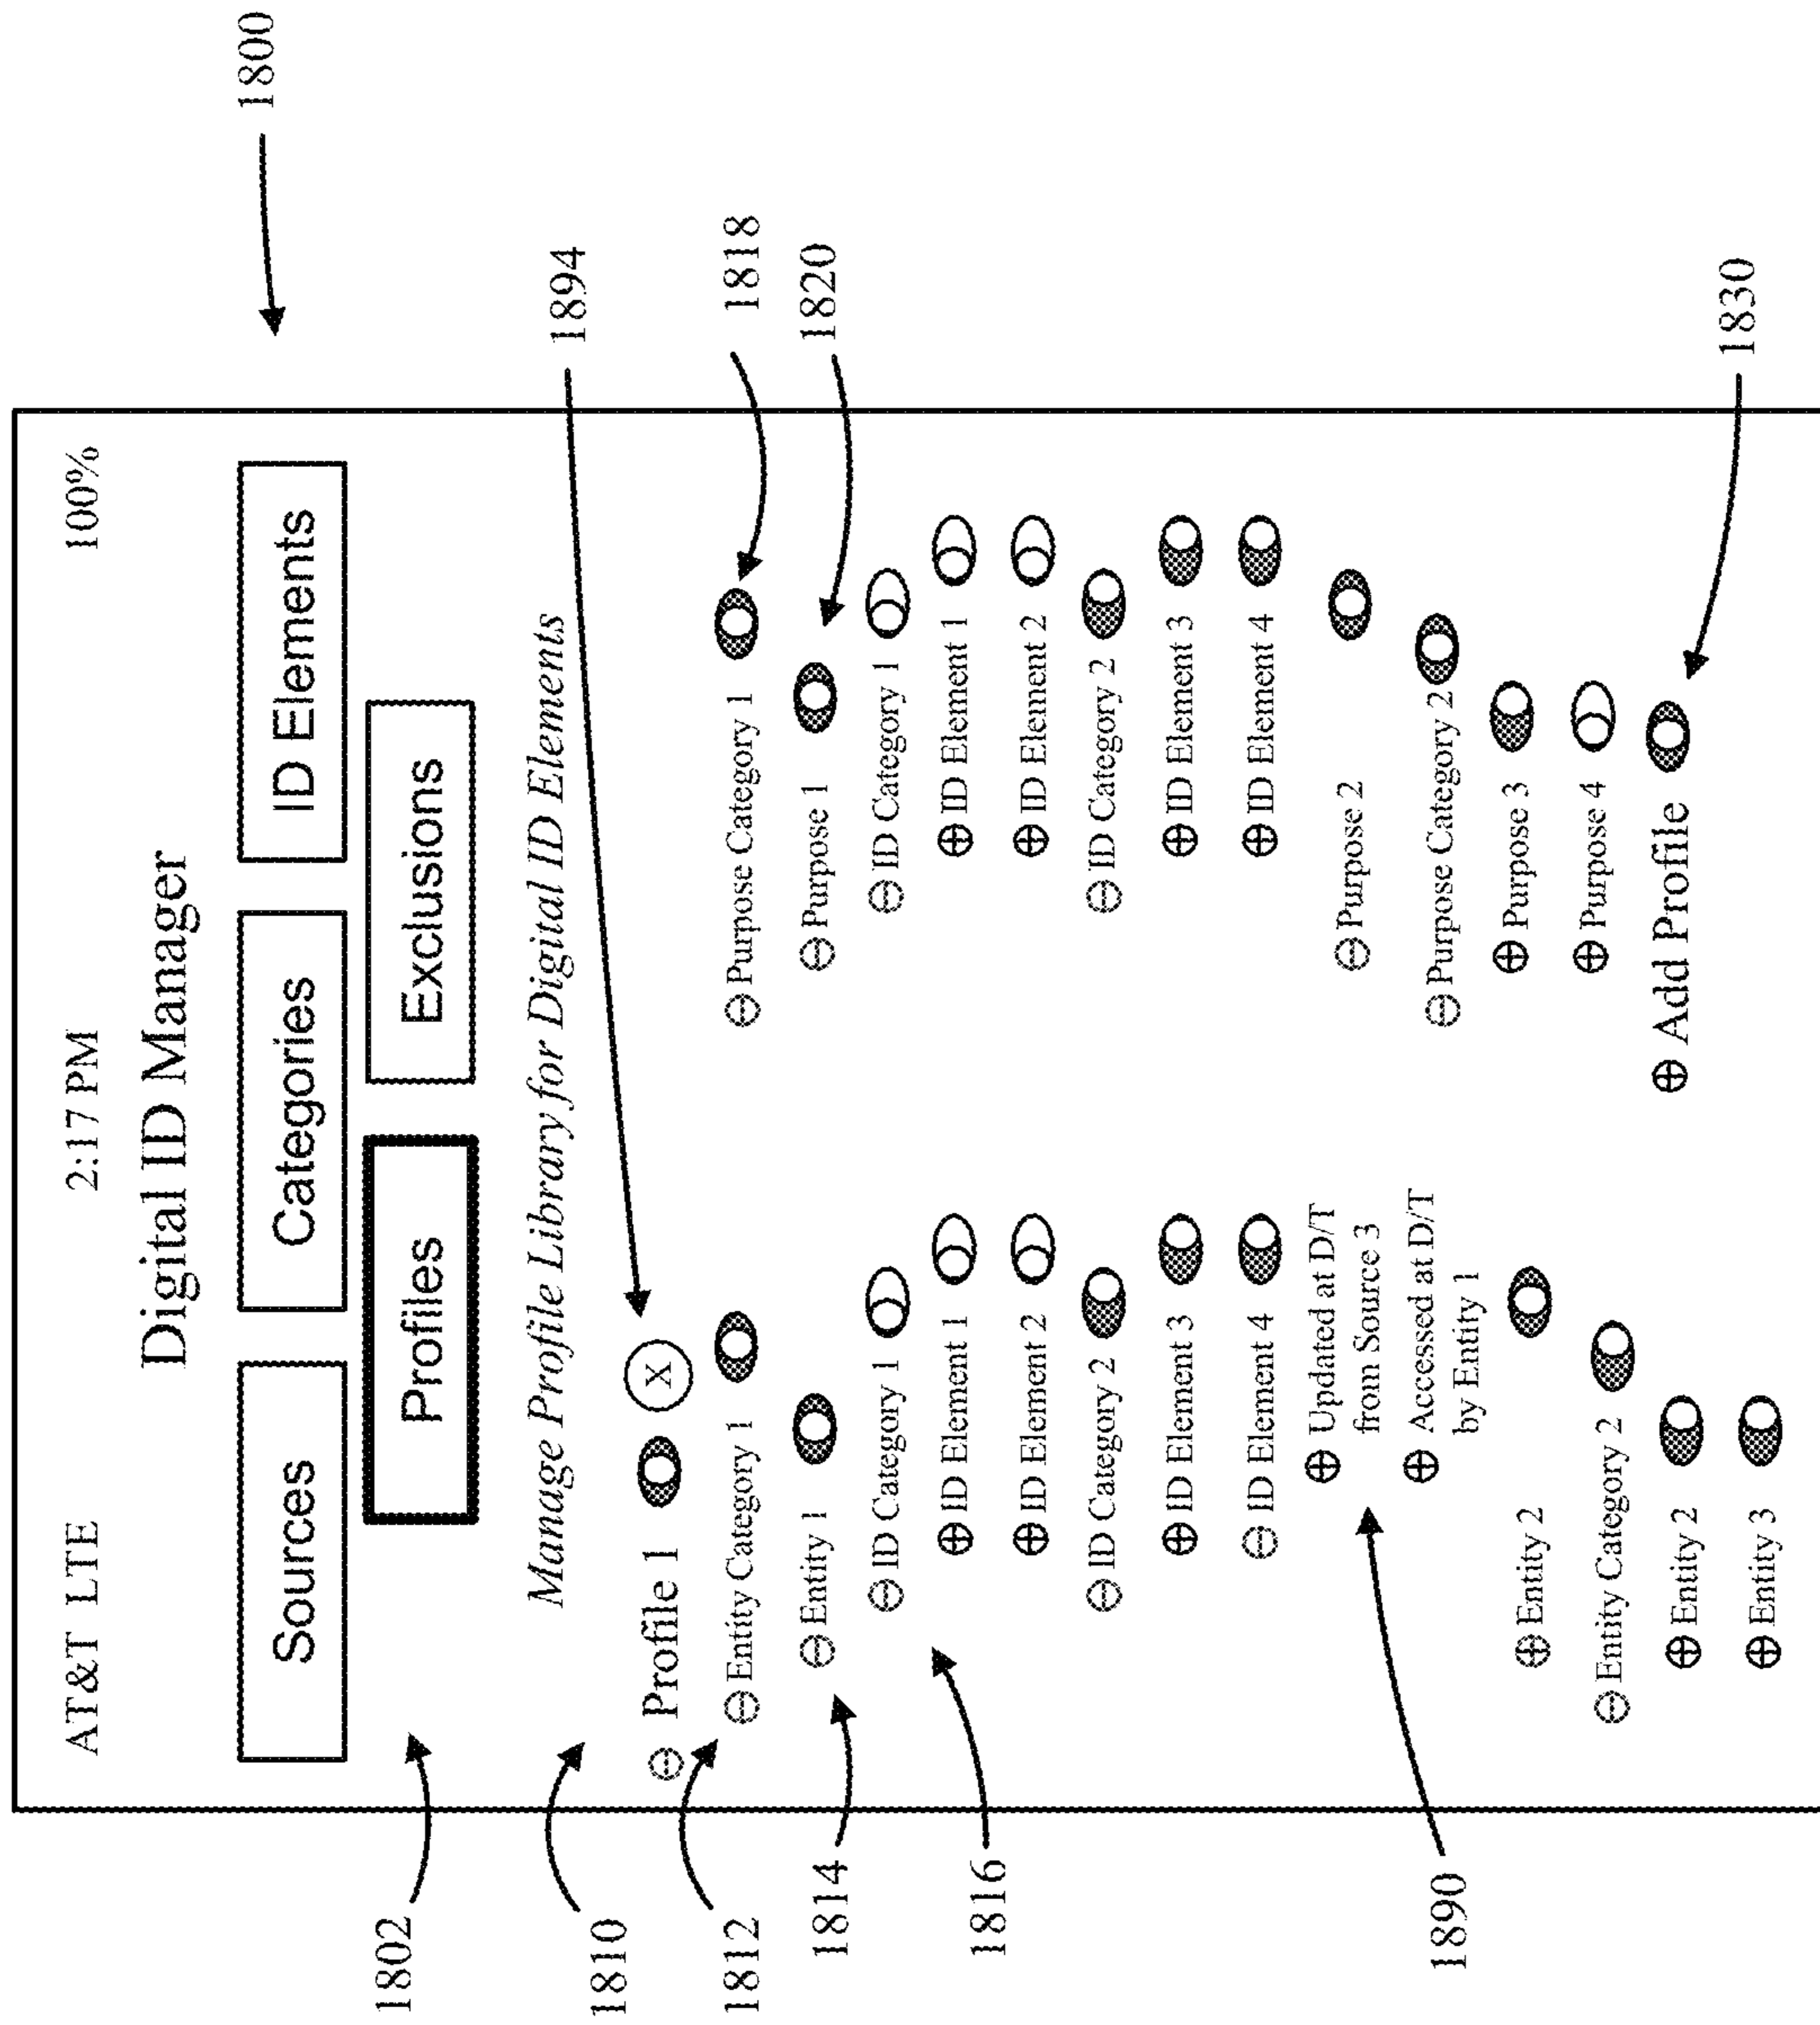 AT&T LTE 2:17 PM 100%
1800
Digital ID Manager
Sources Categories ID Elements
Profiles Exclusions
1802
Manage Profile Library for Digital ID Elements
1894
1810
⊖ Profile 1 X
1812
⊖ Entity Category 1
⊖ Entity 1
1814
⊖ ID Category 1
⊕ ID Element 1
1816
⊕ ID Element 2
⊖ ID Category 2
⊕ ID Element 3
⊖ ID Element 4
⊕ Updated at D/T
from Source 3
1890
⊕ Accessed at D/T
by Entity 1
⊕ Entity 2
⊖ Entity Category 2
⊕ Entity 2
⊕ Entity 3
⊖ Purpose Category 1
1818
⊖ Purpose 1
1820
⊖ ID Category 1
⊕ ID Element 1
⊕ ID Element 2
⊖ ID Category 2
⊕ ID Element 3
⊕ ID Element 4
⊖ Purpose 2
⊖ Purpose Category 2
⊕ Purpose 3
⊕ Purpose 4
⊕ Add Profile
1830